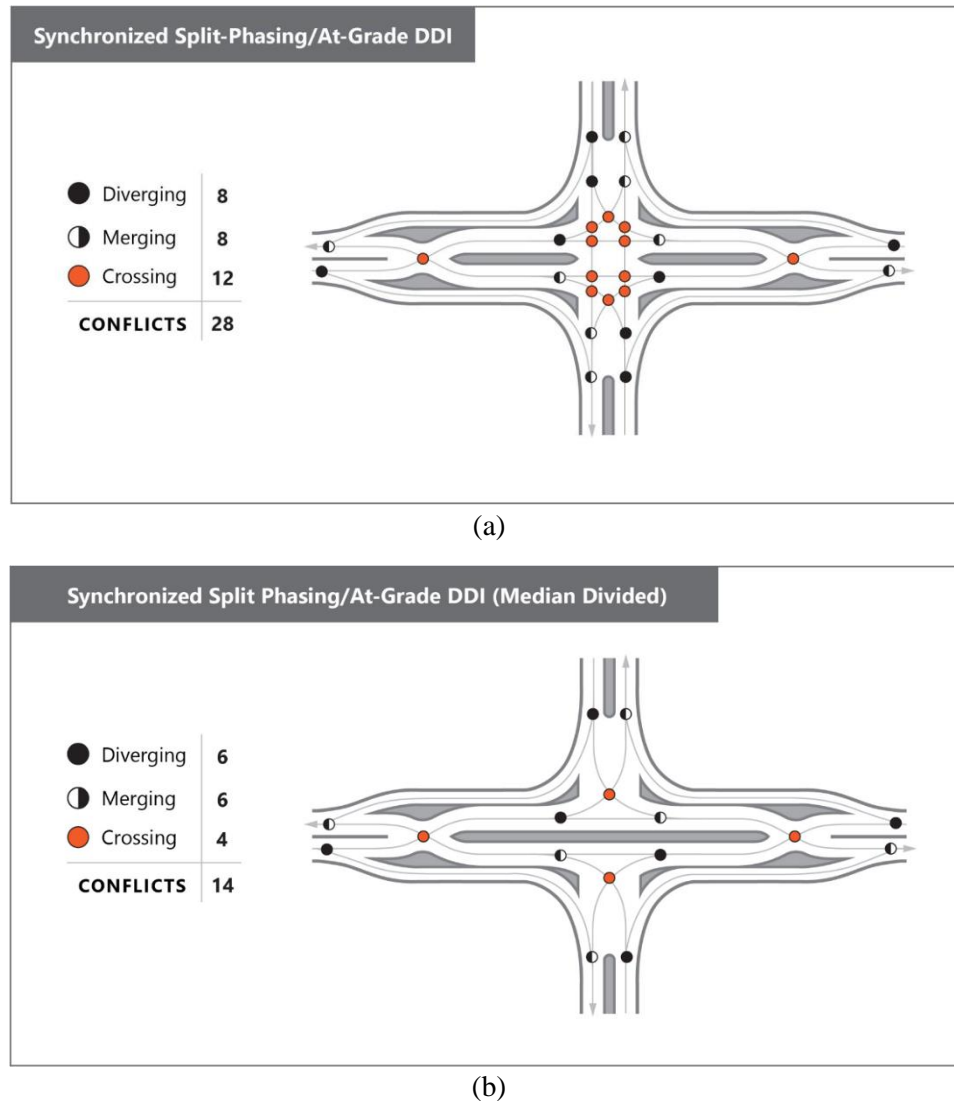 Synchronized Split-Phasing/At-Grade DDI
Diverging 8
Merging 8
Crossing 12
CONFLICTS 28
(a)
Synchronized Split Phasing/At-Grade DDI (Median Divided)
Diverging 6
Merging 6
Crossing 4
CONFLICTS 14
(b)